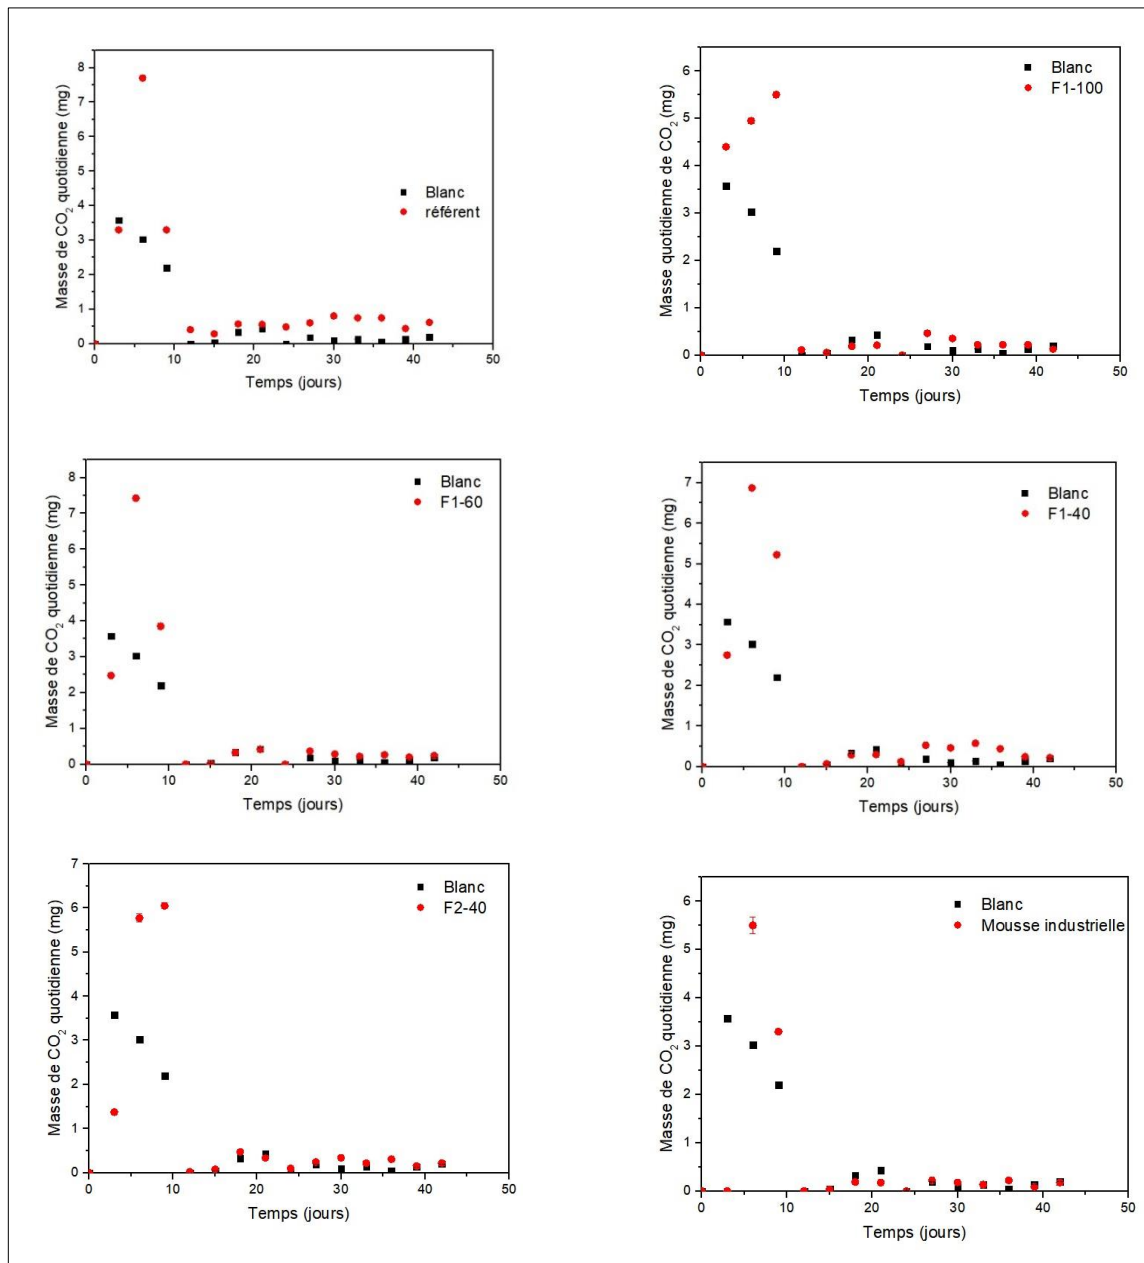 Masse de CO2 quotidienne (mg)
8
7
6
5
4
3
2
1
0
0 10 20 30 40 50
Temps (jours)
Blanc
référent
Masse quotidienne de CO2 (mg)
6
5
4
3
2
1
0
0 10 20 30 40 50
Temps (jours)
Blanc
F1-100
Masse de CO2 quotidienne (mg)
8
7
6
5
4
3
2
1
0
0 10 20 30 40 50
Temps (jours)
Blanc
F1-60
Masse de CO2 quotidienne (mg)
7
6
5
4
3
2
1
0
0 10 20 30 40 50
Temps (jours)
Blanc
F1-40
Masse de CO2 quotidienne (mg)
7
6
5
4
3
2
1
0
0 10 20 30 40 50
Temps (jours)
Blanc
F2-40
Masse de CO2 quotidienne (mg)
6
5
4
3
2
1
0
0 10 20 30 40 50
Temps (jours)
Blanc
Mousse industrielle